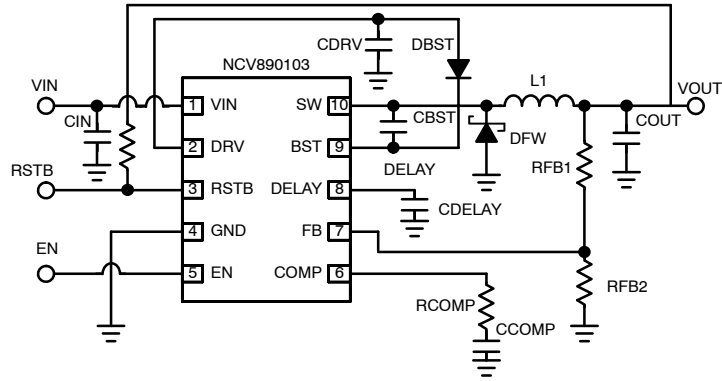 CDRV
DBST
NCV890103
L1
VIN
VOUT
CIN
1 VIN
SW 10
CBST
COUT
2 DRV
BST 9
DFW
RFB1
RSTB
DELAY
3 RSTB
DELAY 8
CDELAY
4 GND
FB 7
EN
5 EN
COMP 6
RCOMP
RFB2
CCOMP